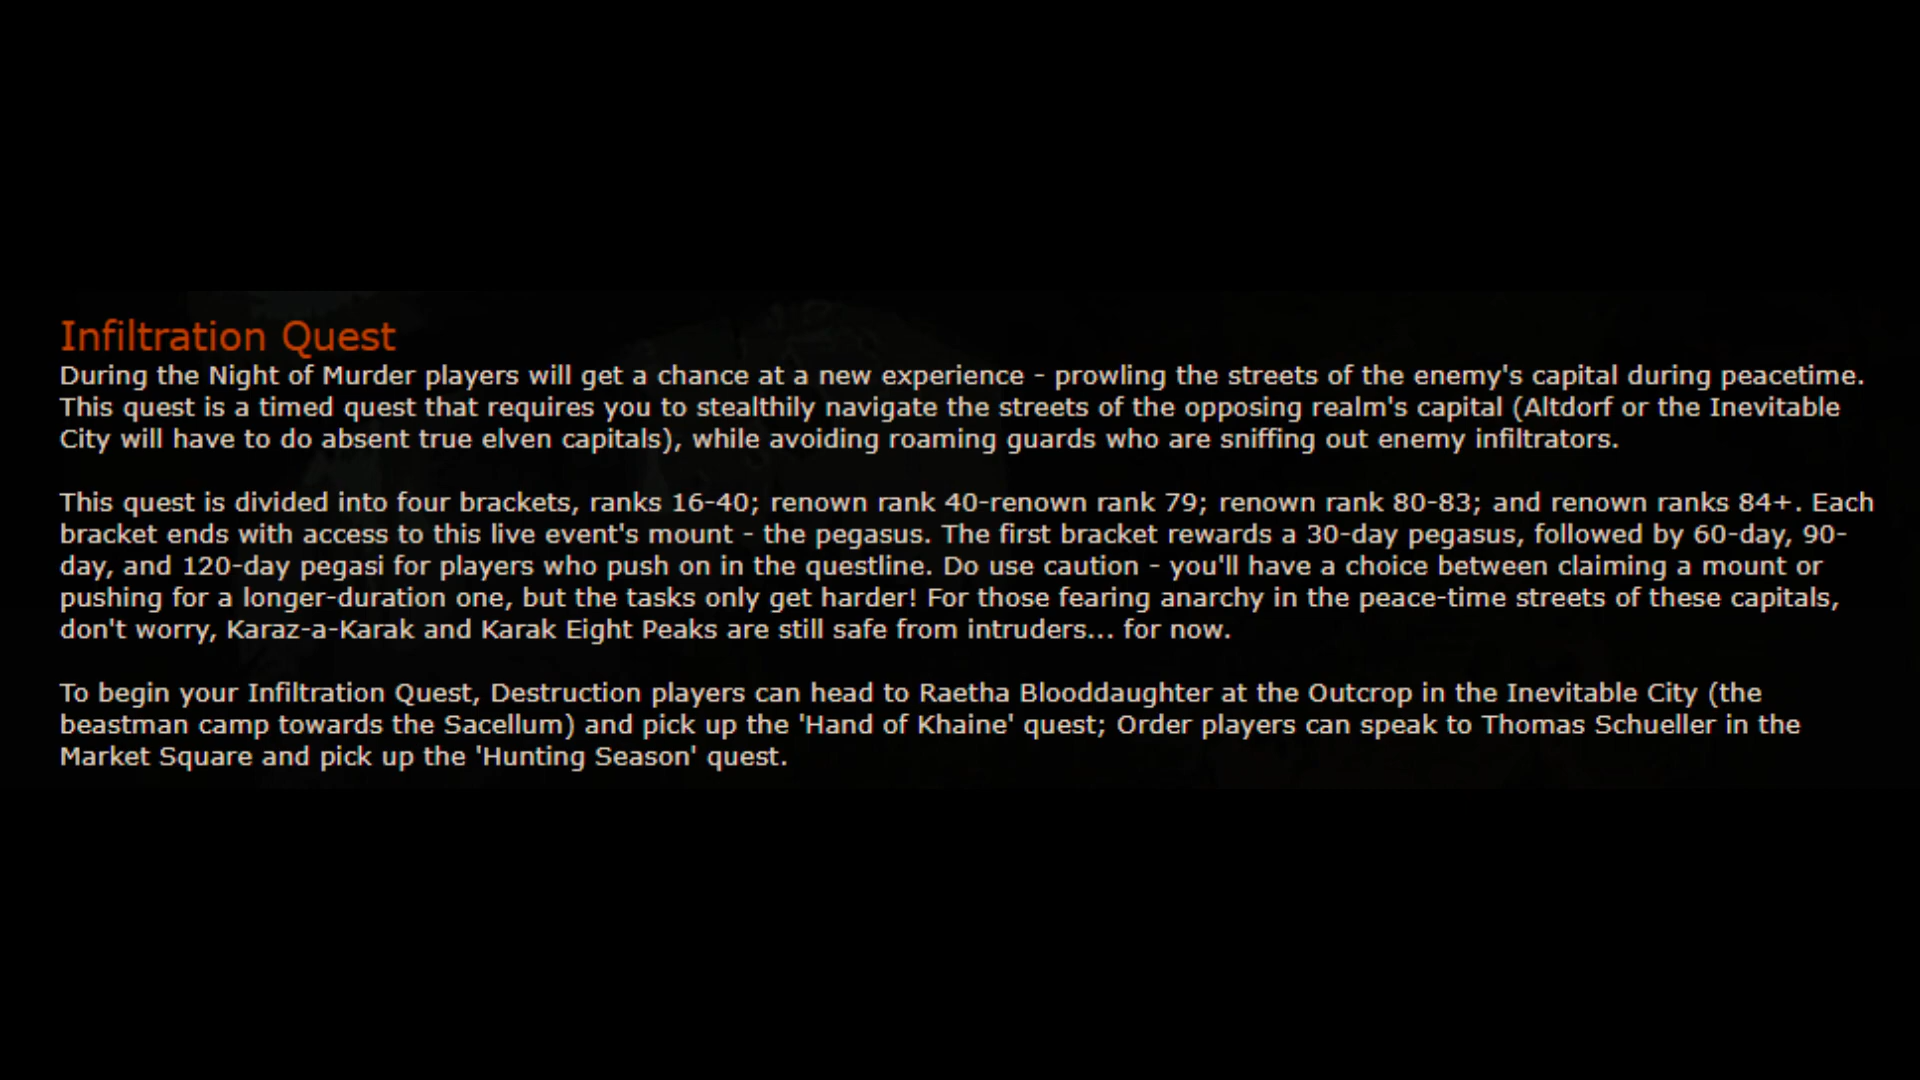 Infiltration Quest
During the Night of Murder players will get a chance at a new experience - prowling the streets of the enemy's capital during peacetime.
This quest is a timed quest that requires you to stealthily navigate the streets of the opposing realm's capital (Altdorf or the Inevitable
City will have to do absent true elven capitals), while avoiding roaming guards who are sniffing out enemy infiltrators.
This quest is divided into four brackets, ranks 16-40; renown rank 40-renown rank 79; renown rank 80-83; and renown ranks 84+. Each
bracket ends with access to this live event's mount - the pegasus. The first bracket rewards a 30-day pegasus, followed by 60-day, 90-
day, and 120-day pegasi for players who push on in the questline. Do use caution - you'll have a choice between claiming a mount or
pushing for a longer-duration one, but the tasks only get harder! For those fearing anarchy in the peace-time streets of these capitals,
don't worry, Karaz-a-Karak and Karak Eight Peaks are still safe from intruders... for now.
To begin your Infiltration Quest, Destruction players can head to Raetha Blooddaughter at the Outcrop in the Inevitable City (the
beastman camp towards the Sacellum) and pick up the 'Hand of Khaine' quest; Order players can speak to Thomas Schueller in the
Market Square and pick up the 'Hunting Season' quest.